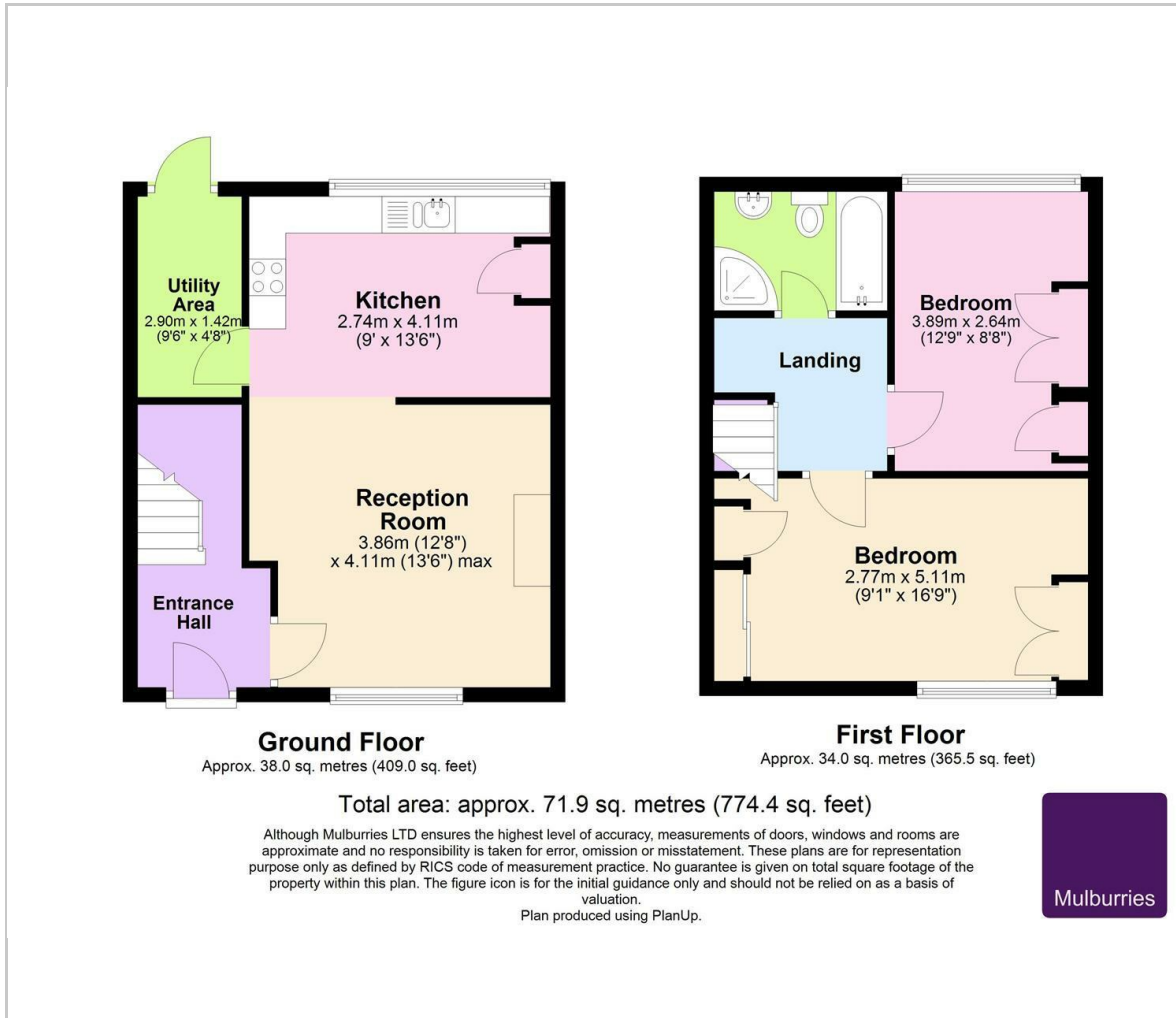 Utility
Area
2.90m x 1.42m
(9'6" x 4'8")
Kitchen
2.74m x 4.11m
(9' x 13'6")
Reception
Room
3.86m (12'8")
x 4.11m (13'6") max
Entrance
Hall
Ground Floor
Approx. 38.0 sq. metres (409.0 sq. feet)
Landing
Bedroom
3.89m x 2.64m
(12'9" x 8'8")
Bedroom
2.77m x 5.11m
(9'1" x 16'9")
First Floor
Approx. 34.0 sq. metres (365.5 sq. feet)
Total area: approx. 71.9 sq. metres (774.4 sq. feet)
Although Mulburries LTD ensures the highest level of accuracy, measurements of doors, windows and rooms are
approximate and no responsibility is taken for error, omission or misstatement. These plans are for representation
purpose only as defined by RICS code of measurement practice. No guarantee is given on total square footage of the
property within this plan. The figure icon is for the initial guidance only and should not be relied on as a basis of
valuation.
Plan produced using PlanUp.
Mulburries